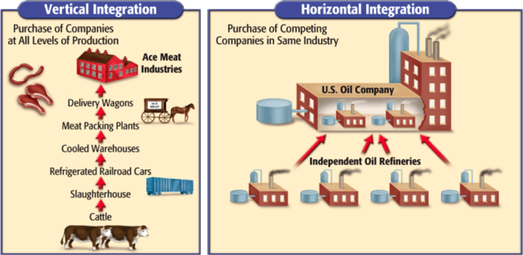 Vertical Integration
Purchase of Companies
at All Levels of Production
Ace Meat
Industries
Delivery Wagons
Meat Packing Plants
Cooled Warehouses
Refrigerated Railroad Cars
Slaughterhouse
Cattle
Horizontal Integration
Purchase of Competing
Companies in Same Industry
U.S. Oil Company
Independent Oil Refineries